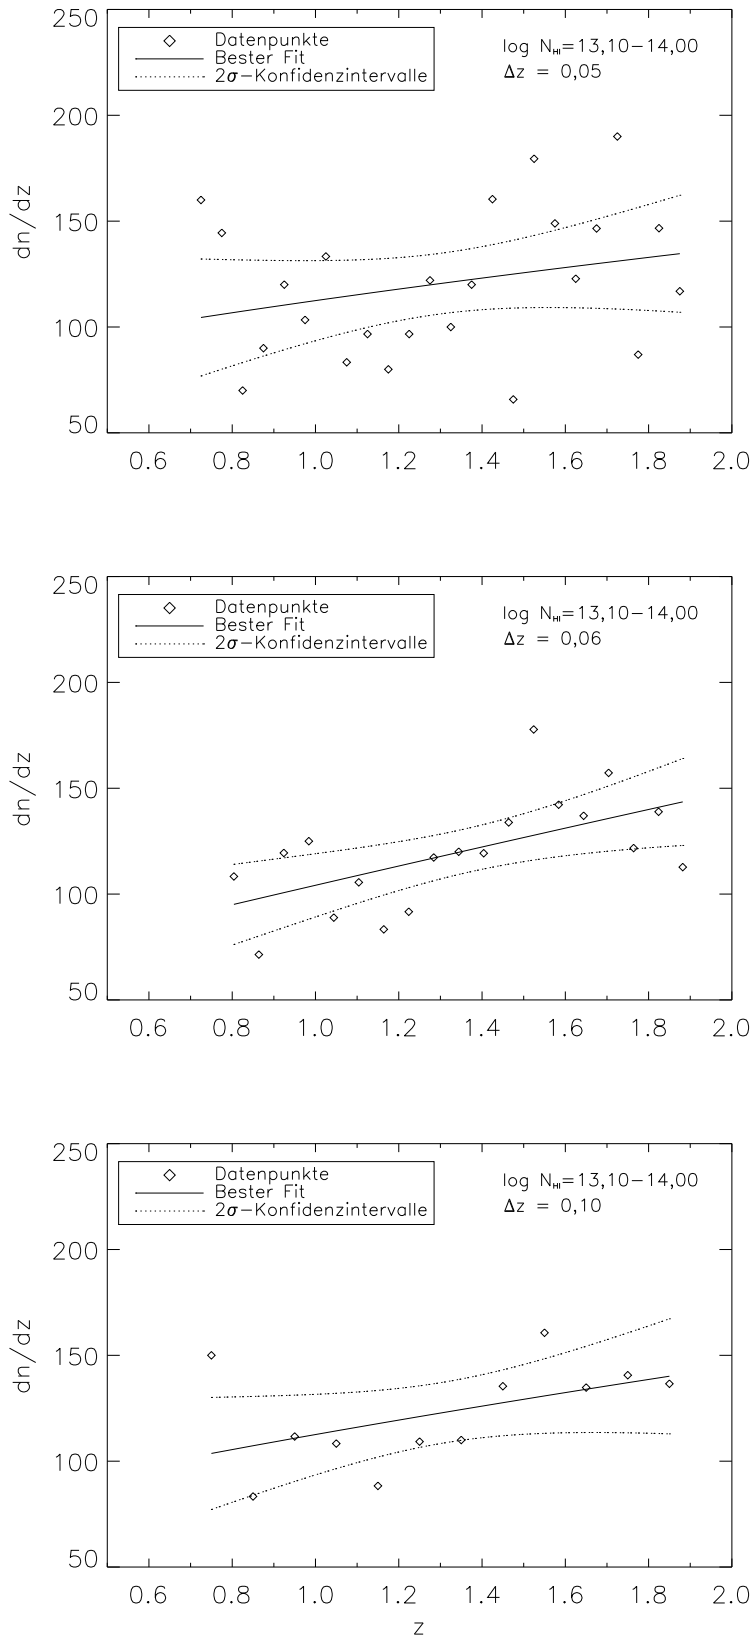 250
Datenpunkte
Bester Fit
2σ−Konfidenzintervalle
log N_HI=13,10−14,00
Δz = 0,05
200
150
100
50
dn/dz
0.6 0.8 1.0 1.2 1.4 1.6 1.8 2.0
250
Datenpunkte
Bester Fit
2σ−Konfidenzintervalle
log N_HI=13,10−14,00
Δz = 0,06
200
150
100
50
dn/dz
0.6 0.8 1.0 1.2 1.4 1.6 1.8 2.0
250
Datenpunkte
Bester Fit
2σ−Konfidenzintervalle
log N_HI=13,10−14,00
Δz = 0,10
200
150
100
50
dn/dz
0.6 0.8 1.0 1.2 1.4 1.6 1.8 2.0
z